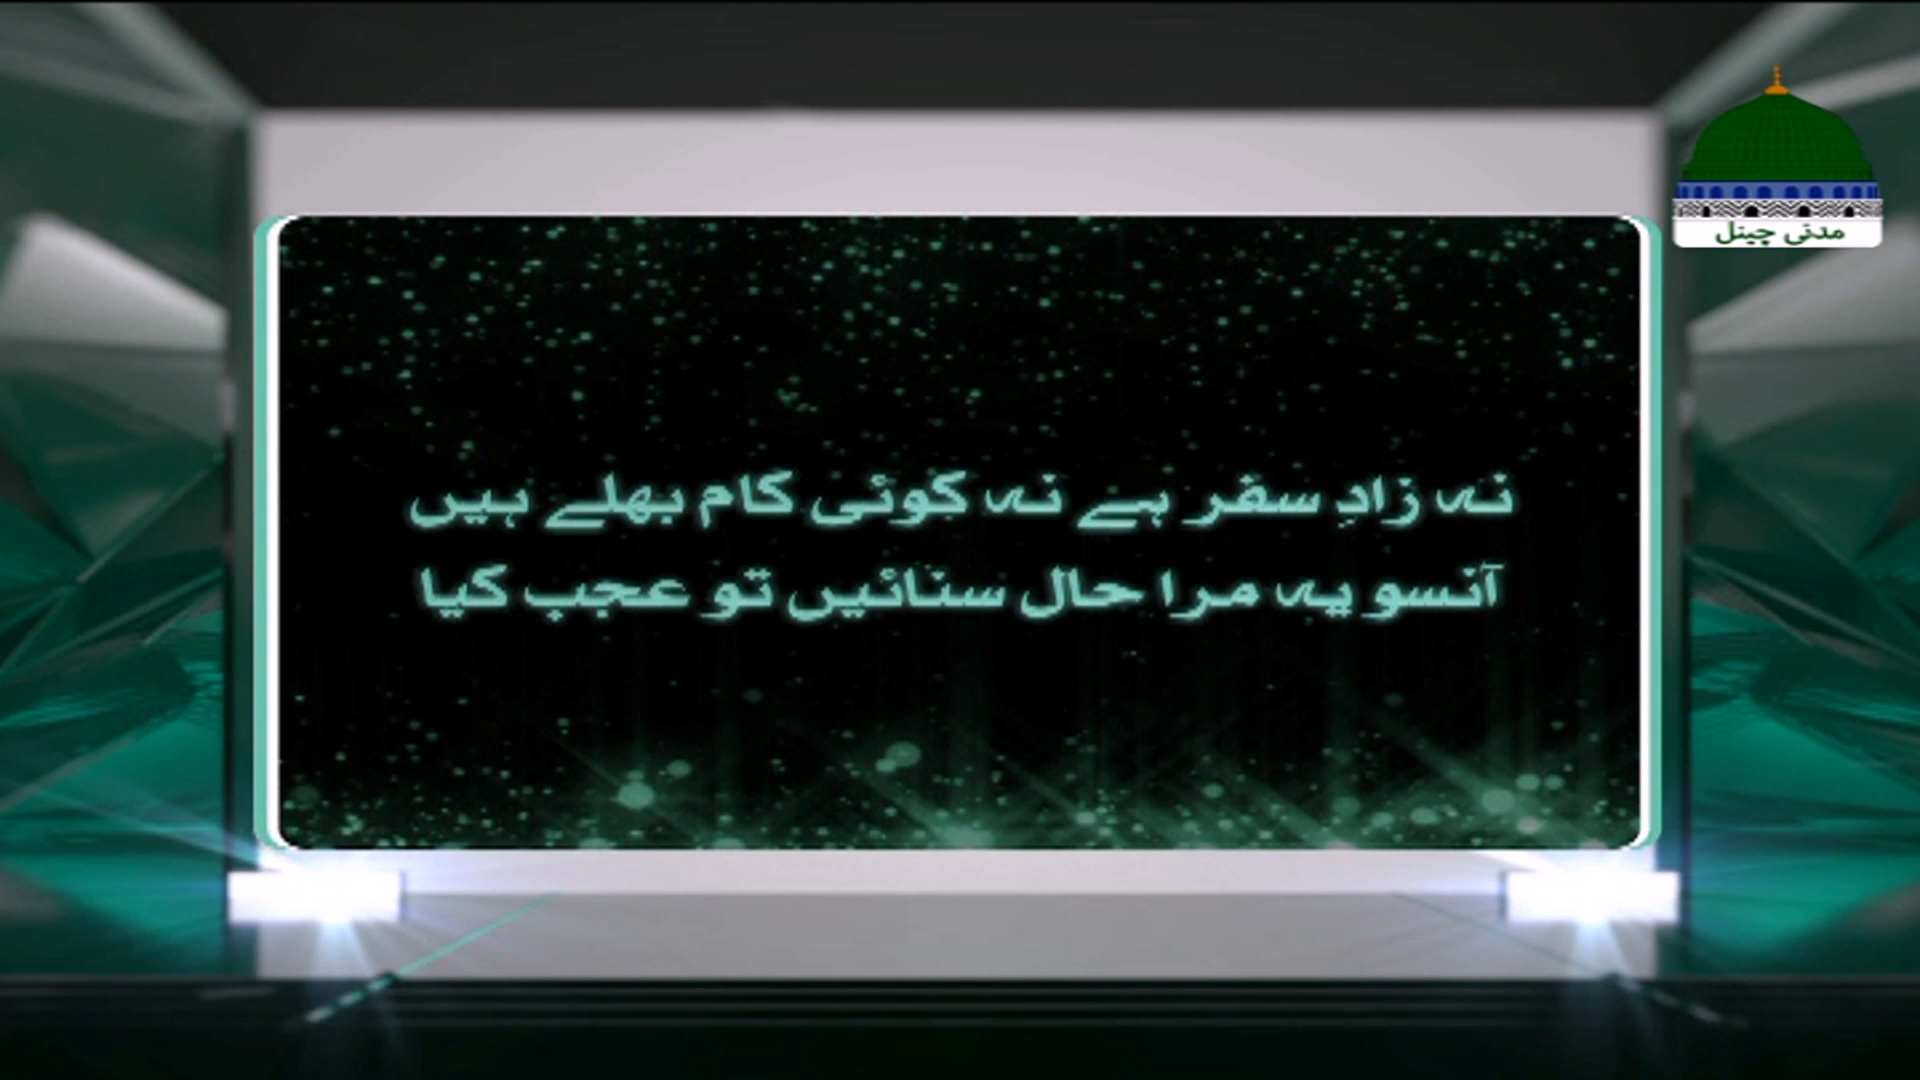 مدنی چینل
نہ زادِ سفر ہے نہ کوئی کام بھلے ہیں
آنسو یہ مرا حال سنائیں تو عجب کیا